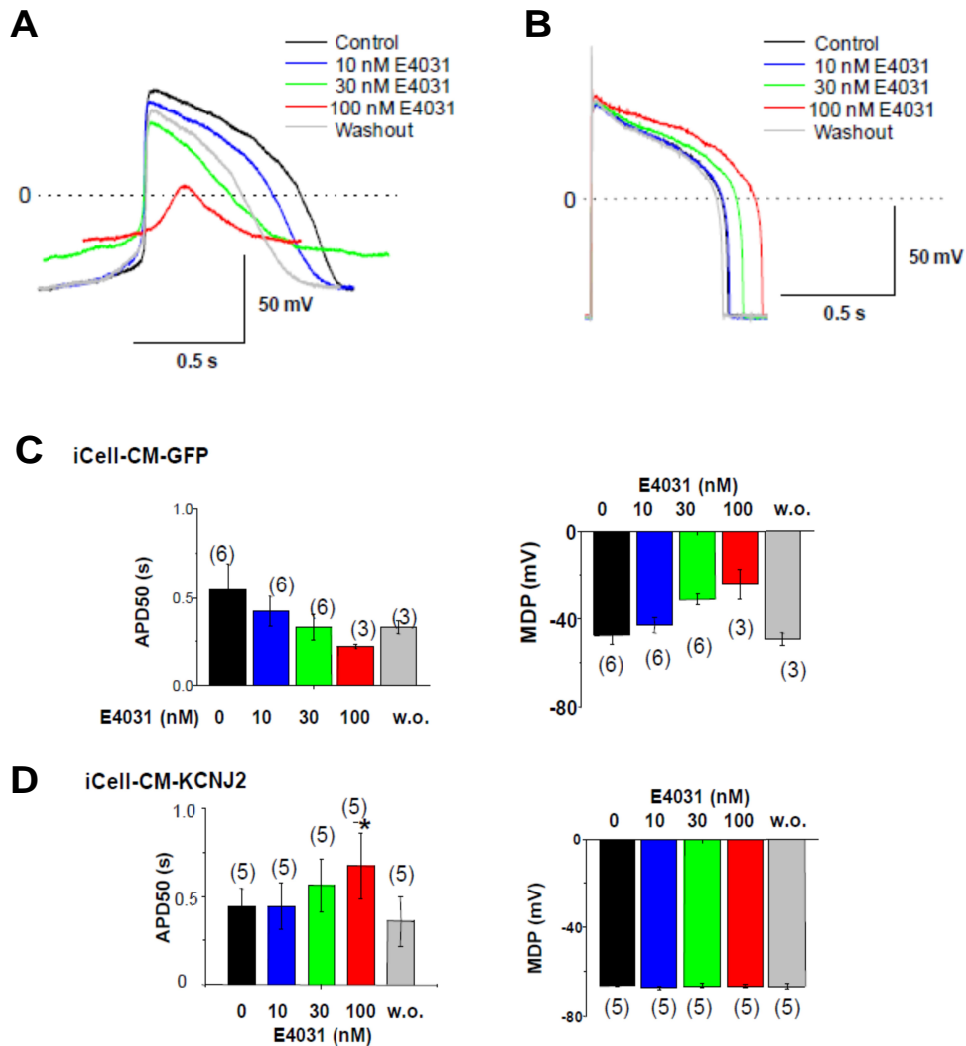 A
Control
10 nM E4031
30 nM E4031
100 nM E4031
Washout
0
50 mV
0.5 s
B
Control
10 nM E4031
30 nM E4031
100 nM E4031
Washout
0
50 mV
0.5 s
C iCell-CM-GFP
1.0
0.5
0.0
APD50 (s)
(6)
(6)
(6)
(3)
(3)
E4031 (nM) 0 10 30 100 w.o.
E4031 (nM)
0 10 30 100 w.o.
0
-40
-80
MDP (mV)
(6)
(6)
(6)
(3)
(3)
D iCell-CM-KCNJ2
1.0
0.5
0
APD50 (s)
(5)
(5)
(5)
(5)
*
(5)
0 10 30 100 w.o.
E4031 (nM)
E4031 (nM)
0 10 30 100 w.o.
0
-40
-80
MDP (mV)
(5) (5) (5) (5) (5)